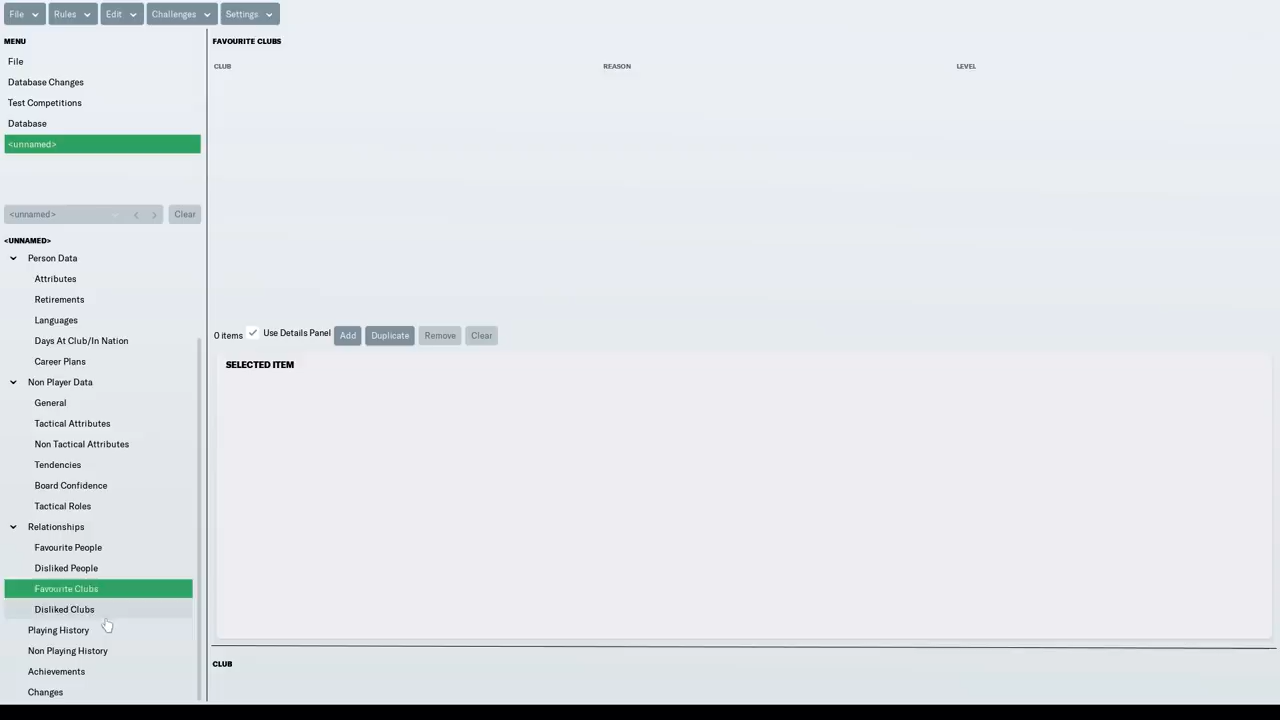 File
Rules
Edit
Challenges
Settings
MENU
File
Database Changes
Test Competitions
Database
<unnamed>
<unnamed>
Clear
<UNNAMED>
Person Data
Attributes
Retirements
Languages
Days At Club/In Nation
Career Plans
Non Player Data
General
Tactical Attributes
Non Tactical Attributes
Tendencies
Board Confidence
Tactical Roles
Relationships
Favourite People
Disliked People
Favourite Clubs
Disliked Clubs
Playing History
Non Playing History
Achievements
Changes
FAVOURITE CLUBS
CLUB REASON LEVEL
0 items Use Details Panel Add Duplicate Remove Clear
SELECTED ITEM
CLUB